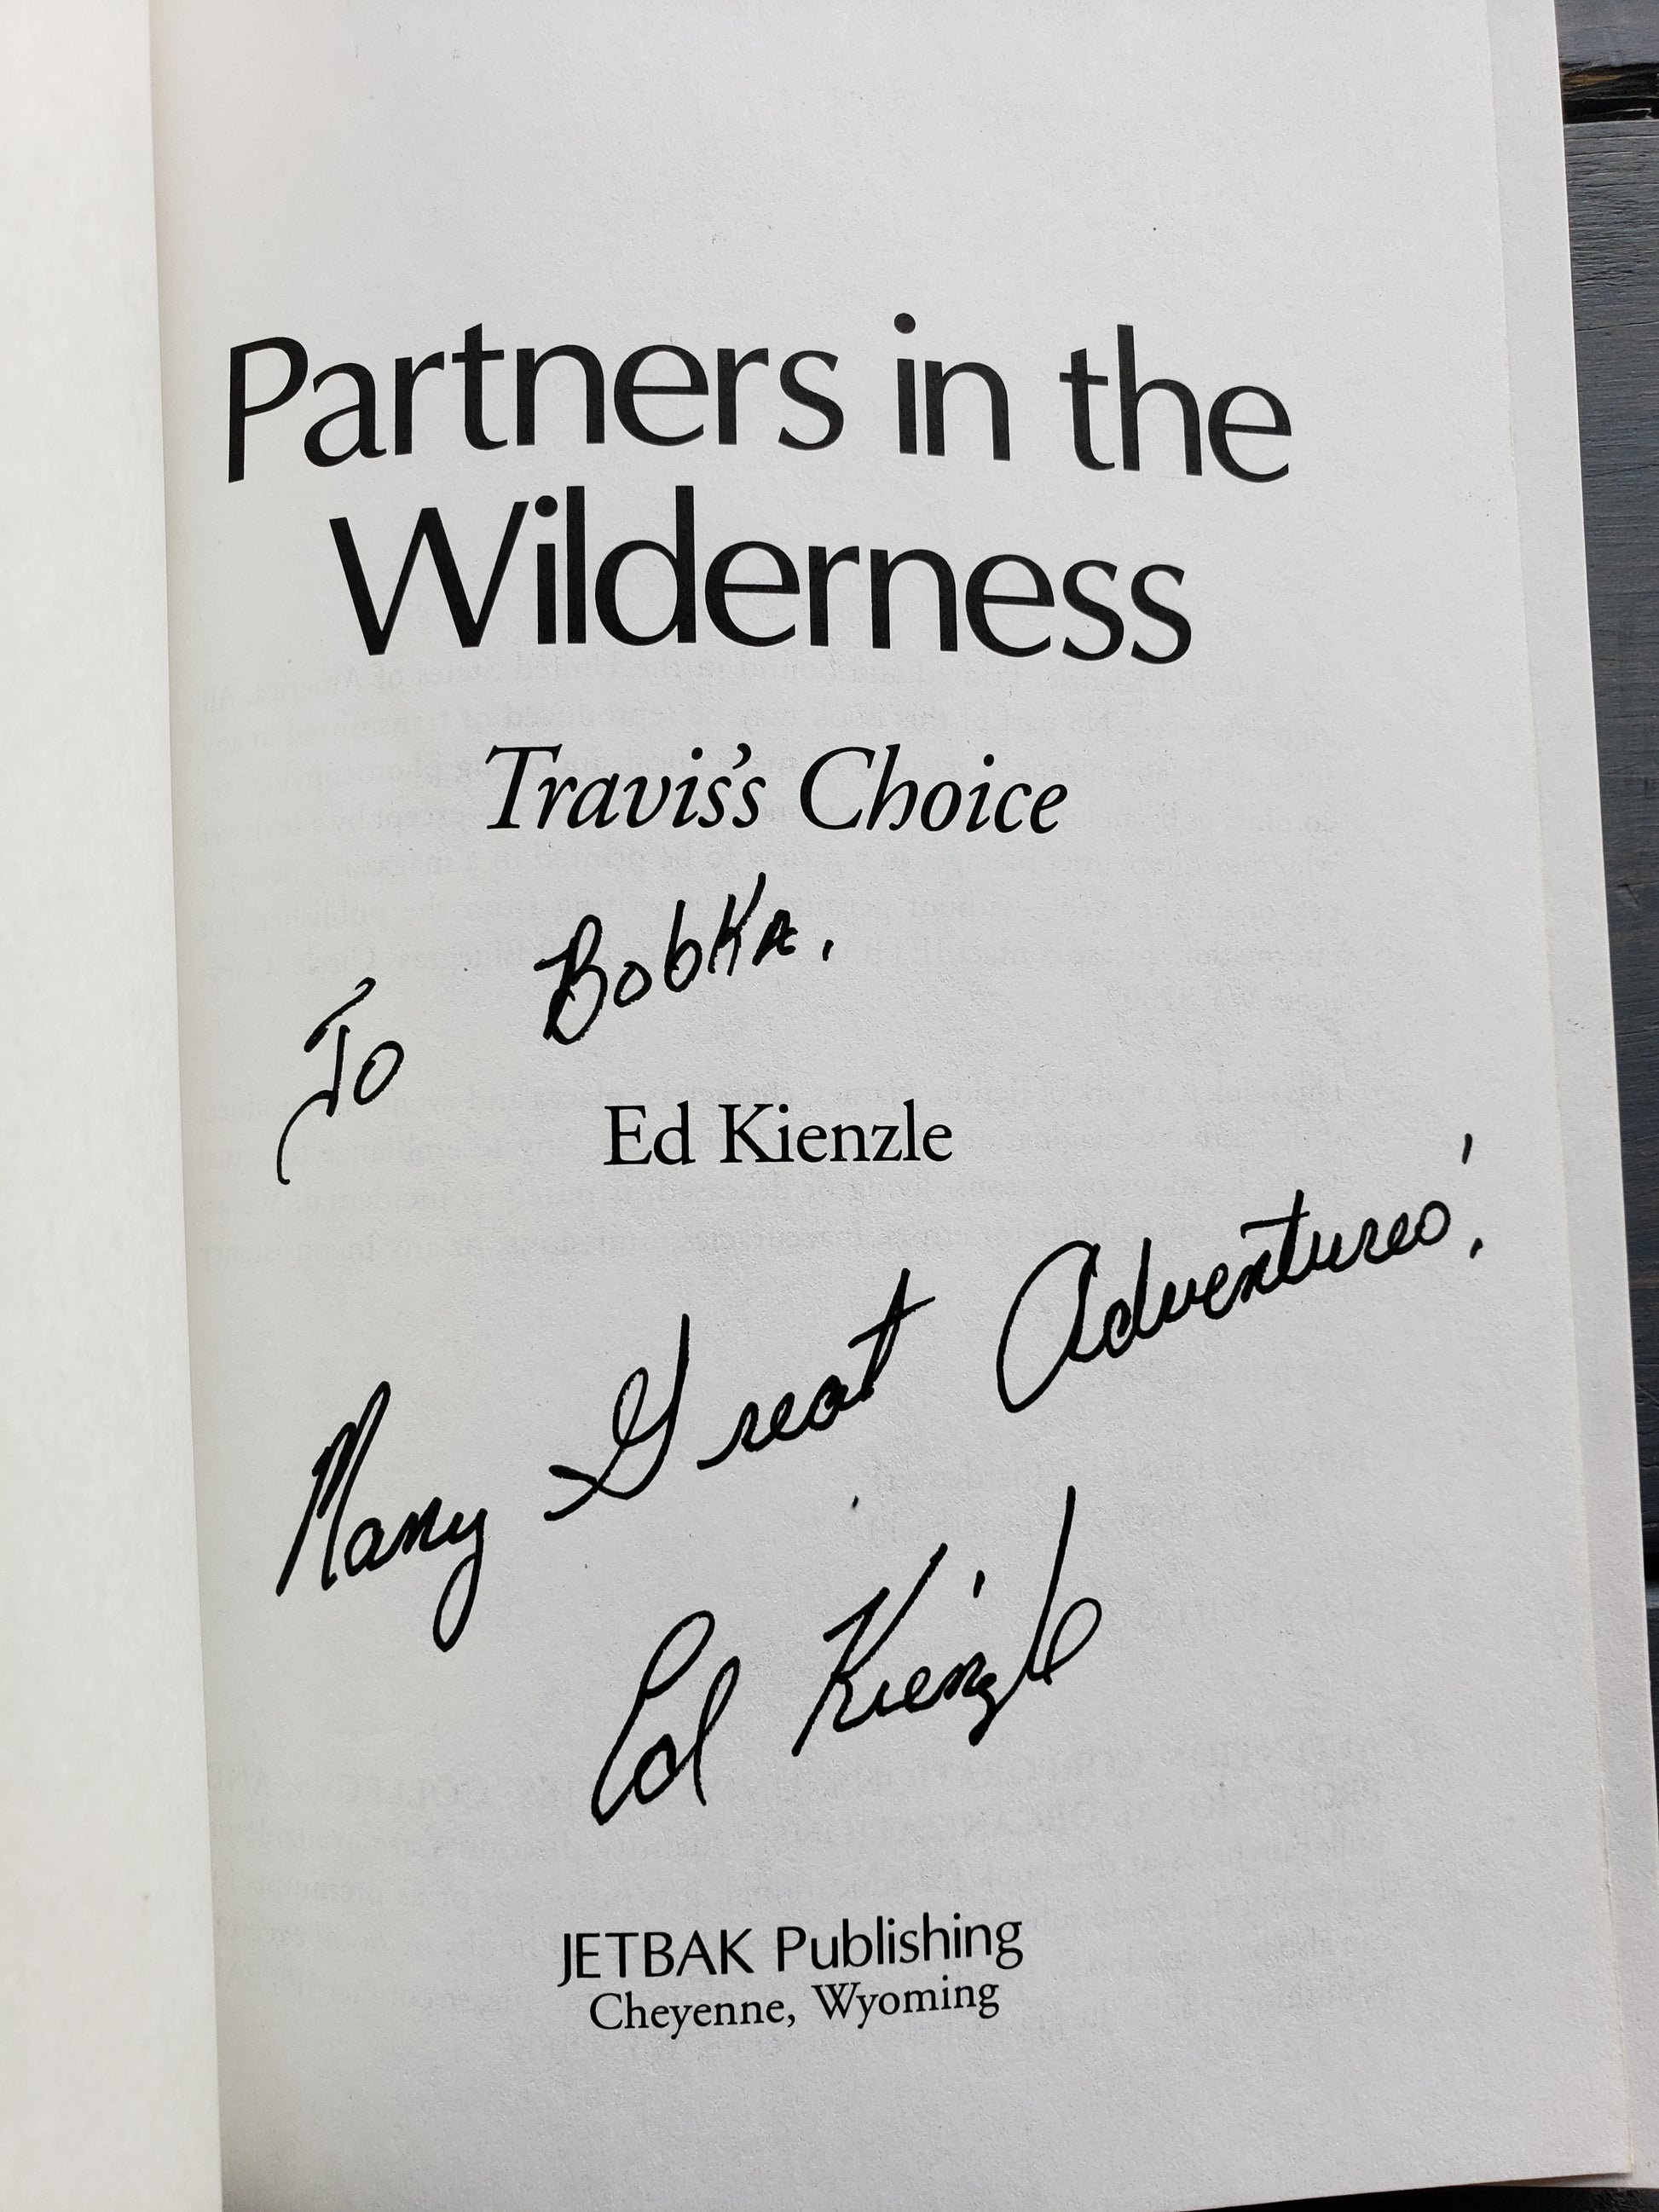 Partners in the
Wilderness
Travis's Choice
To BobKa,
Ed Kienzle
Many Great Adventures!
Ed Kienzle
JETBAK Publishing
Cheyenne, Wyoming